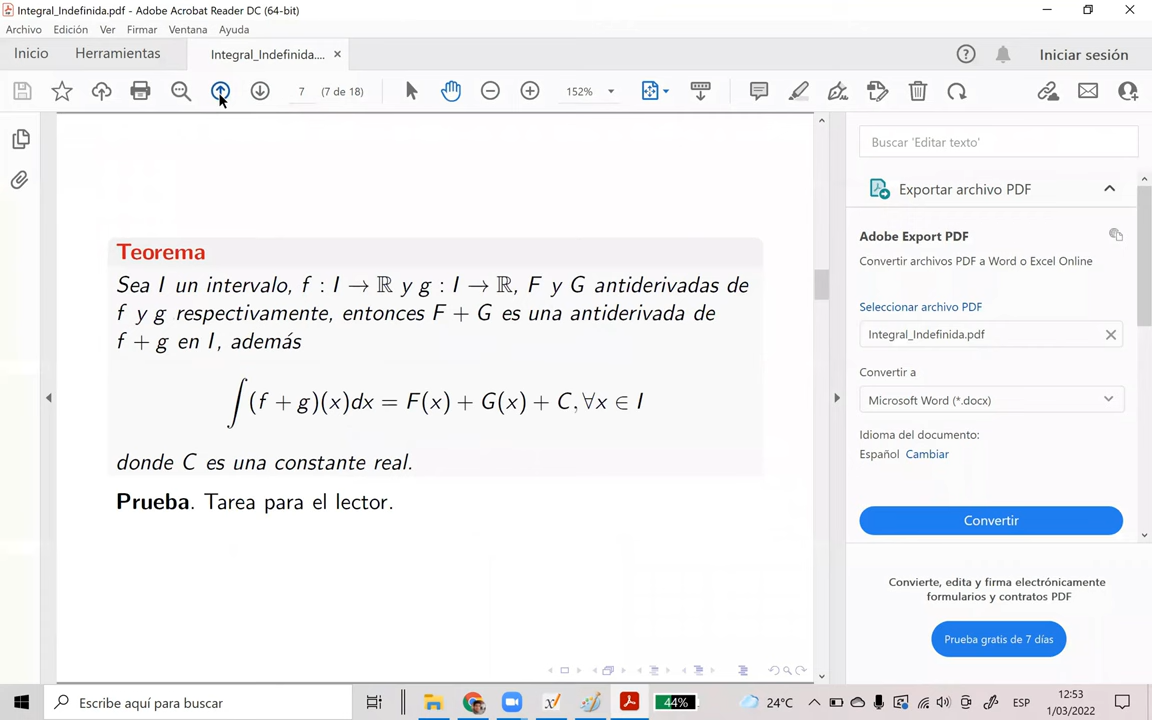 Integral_Indefinida.pdf - Adobe Acrobat Reader DC (64-bit)
Archivo Edición Ver Firmar Ventana Ayuda
Inicio Herramientas Integral_Indefinida.... × Iniciar sesión
7 (7 de 18) 152%
Buscar 'Editar texto'
Exportar archivo PDF
Adobe Export PDF
Convertir archivos PDF a Word o Excel Online
Seleccionar archivo PDF
Integral_Indefinida.pdf
Convertir a
Microsoft Word (*.docx)
Idioma del documento:
Español Cambiar
Convertir
Convierte, edita y firma electrónicamente
formularios y contratos PDF
Prueba gratis de 7 días
Teorema
Sea I un intervalo, f : I → ℝ y g : I → ℝ, F y G antiderivadas de
f y g respectivamente, entonces F + G es una antiderivada de
f + g en I, además
∫(f + g)(x)dx = F(x) + G(x) + C, ∀x ∈ I
donde C es una constante real.
Prueba. Tarea para el lector.
Escribe aquí para buscar
44%
24°C
ESP
12:53
1/03/2022